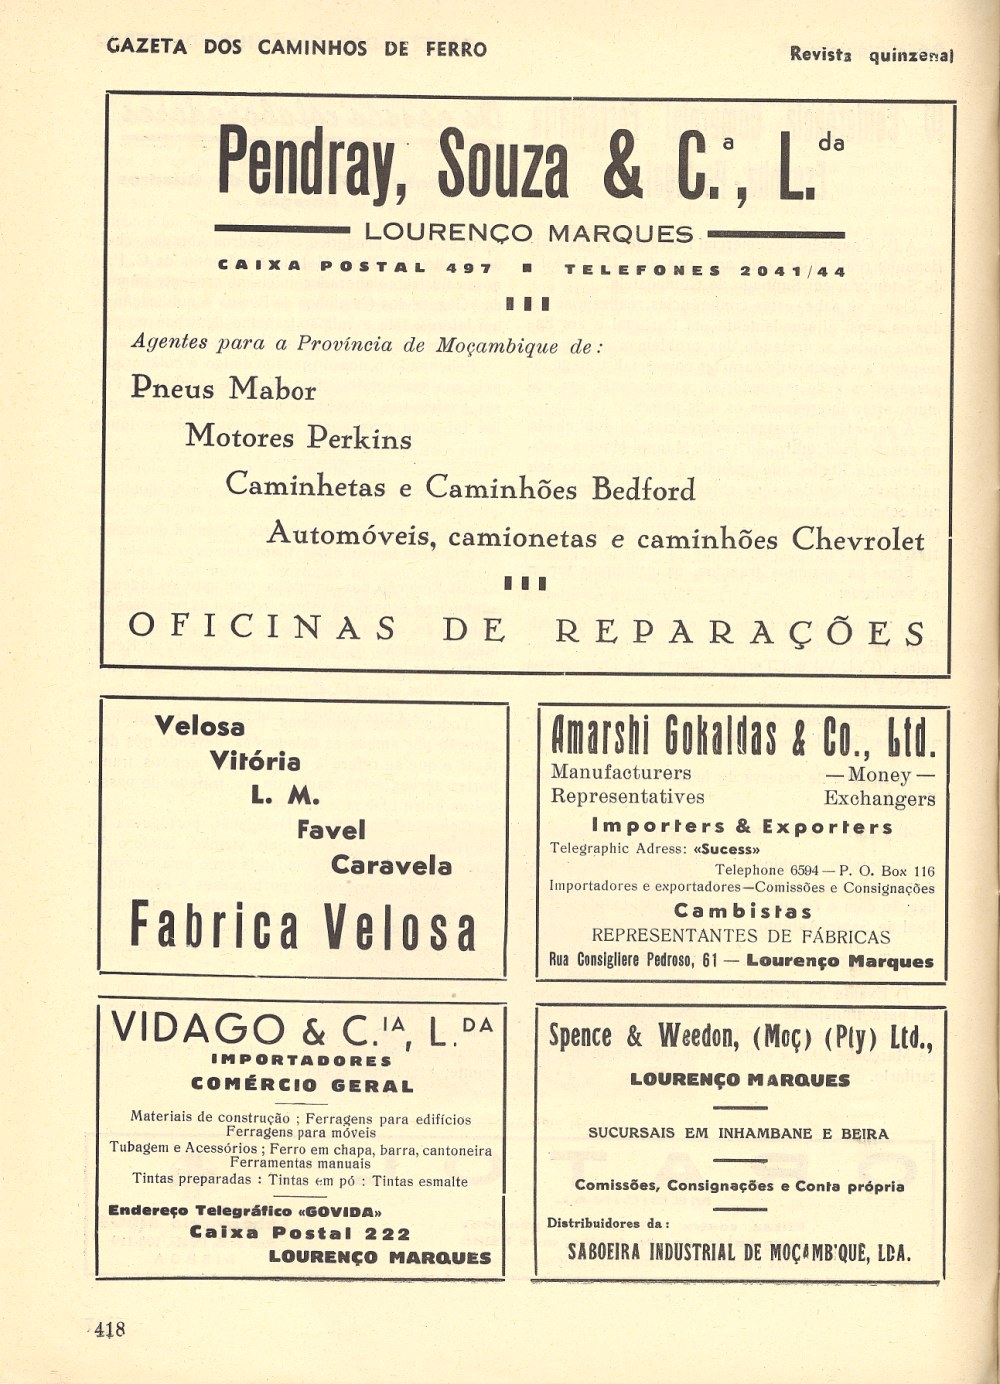 GAZETA DOS CAMINHOS DE FERRO
Revista quinzenal
Pendray, Souza & C.ª, L.da
LOURENÇO MARQUES
CAIXA POSTAL 497 ■ TELEFONES 2041/44
Agentes para a Província de Moçambique de:
Pneus Mabor
Motores Perkins
Caminhetas e Caminhões Bedford
Automóveis, camionetas e caminhões Chevrolet
OFICINAS DE REPARAÇÕES
Velosa
Vitória
L. M.
Favel
Caravela
Fabrica Velosa
Amarshi Gokaldas & Co., Ltd.
Manufacturers — Money —
Representatives Exchangers
Importers & Exporters
Telegraphic Adress: «Sucess»
Telephone 6594 — P. O. Box 116
Importadores e exportadores—Comissões e Consignações
Cambistas
REPRESENTANTES DE FÁBRICAS
Rua Consigliere Pedroso, 61 — Lourenço Marques
VIDAGO & C.IA, L.DA
IMPORTADORES
COMÉRCIO GERAL
Materiais de construção ; Ferragens para edifícios
Ferragens para móveis
Tubagem e Acessórios ; Ferro em chapa, barra, cantoneira
Ferramentas manuais
Tintas preparadas : Tintas em pó : Tintas esmalte
Endereço Telegráfico «GOVIDA»
Caixa Postal 222
LOURENÇO MARQUES
Spence & Weedon, (Moç) (Pty) Ltd.,
LOURENÇO MARQUES
SUCURSAIS EM INHAMBANE E BEIRA
Comissões, Consignações e Conta própria
Distribuidores da:
SABOEIRA INDUSTRIAL DE MOÇAMBIQUE, LDA.
418